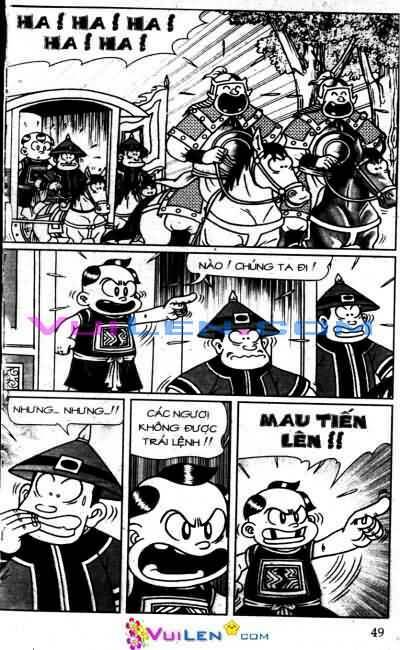 HA! HA! HA!
HA! HA!
NÀO! CHÚNG TA ĐI!
VUILEN.COM
NHƯNG... NHƯNG...!!
CÁC NGƯƠI
KHÔNG ĐƯỢC
TRÁI LỆNH!!
MAU TIẾN
LÊN!!
49
VUILEN.COM